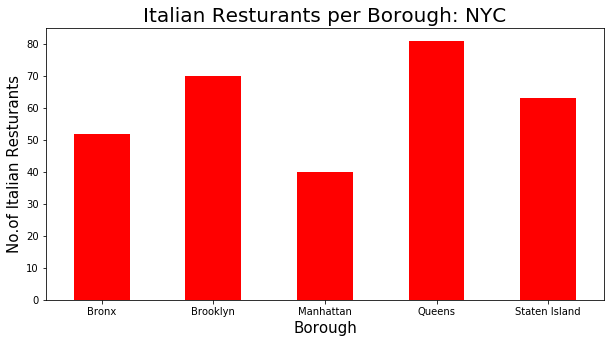 Italian Resturants per Borough: NYC
No.of Italian Resturants
80
70
60
50
40
30
20
10
0
Bronx Brooklyn Manhattan Queens Staten Island
Borough